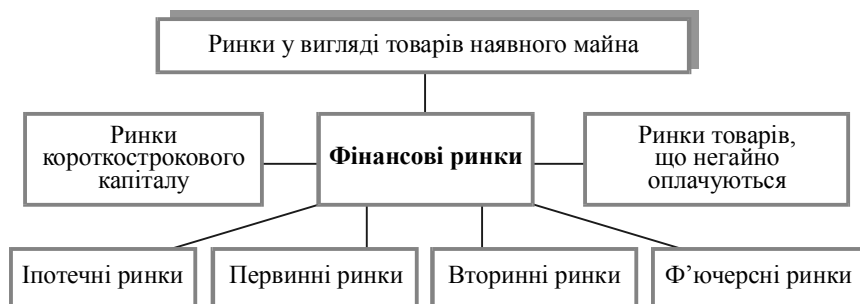 Ринки у вигляді товарів наявного майна
Ринки
короткострокового
капіталу
Фінансові ринки
Ринки товарів,
що негайно
оплачуються
Іпотечні ринки
Первинні ринки
Вторинні ринки
Ф’ючерсні ринки